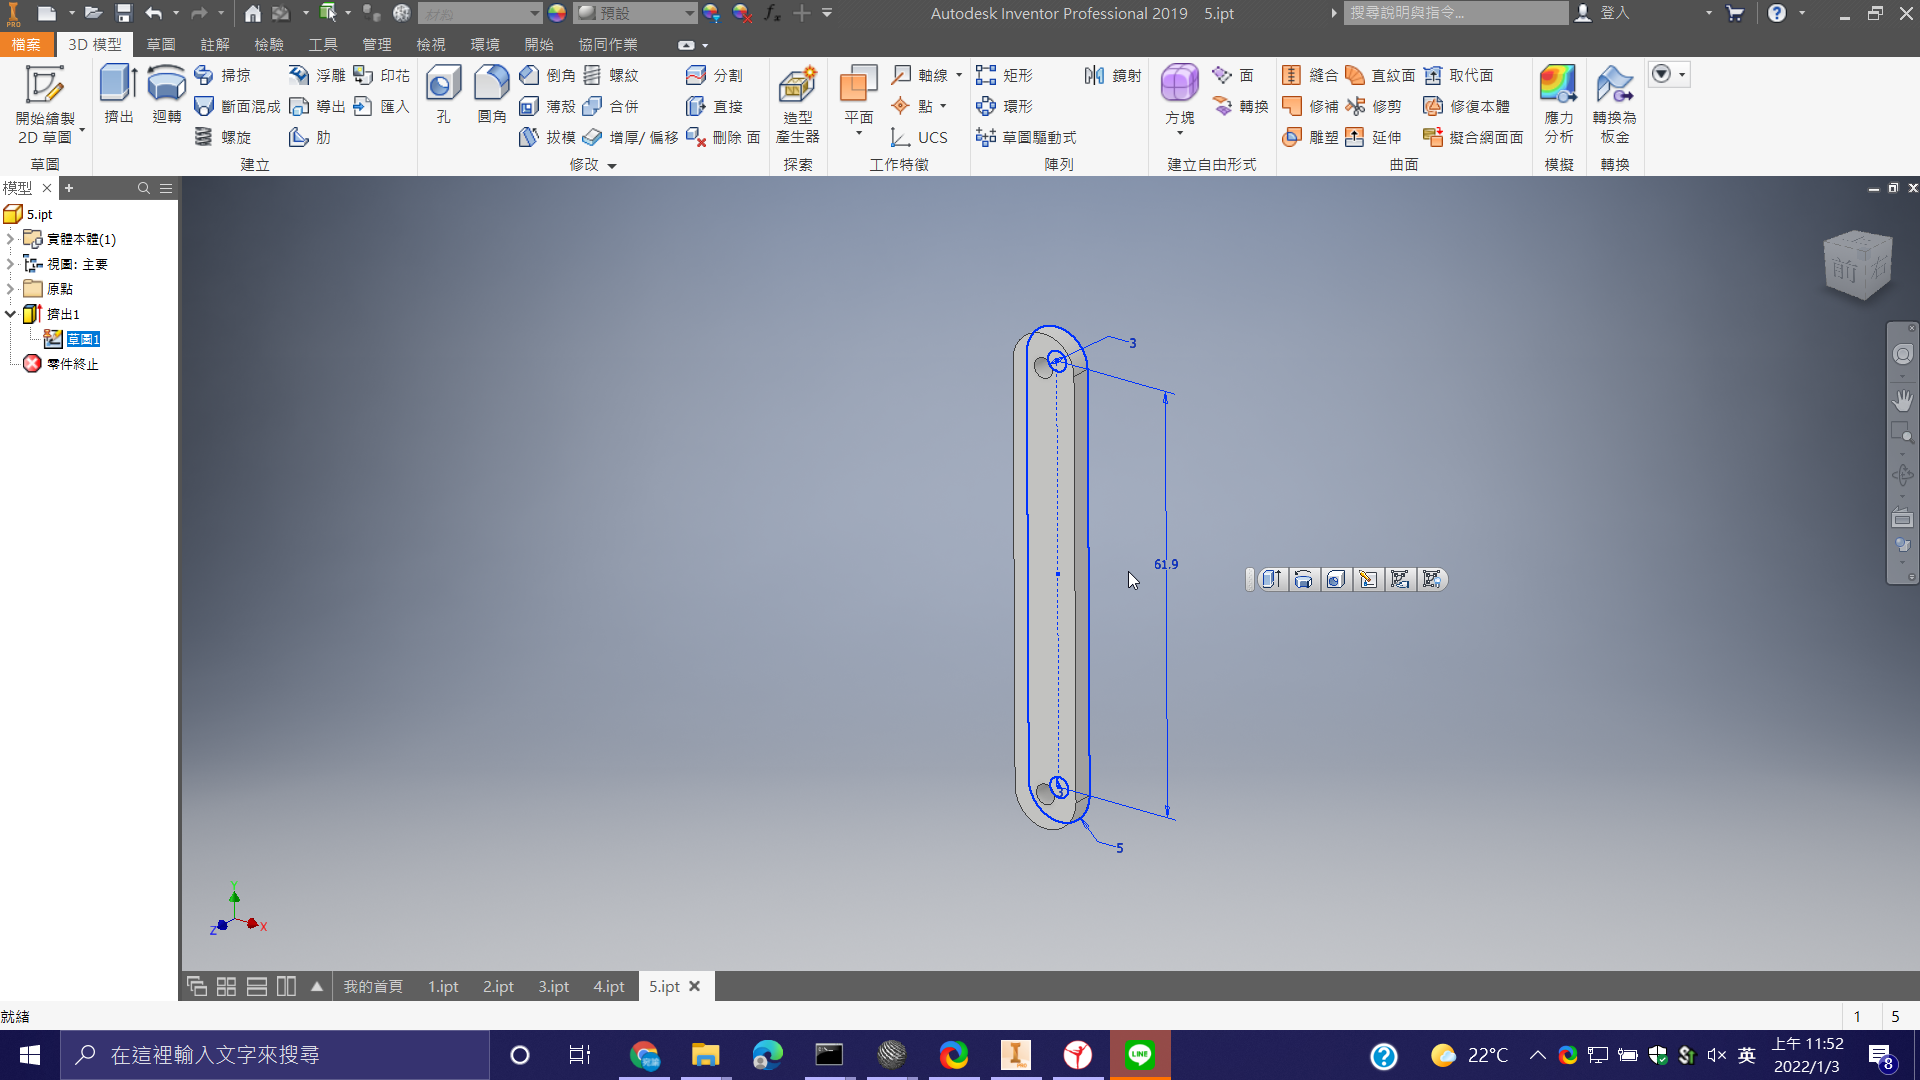 PRO
材料
預設
fx
Autodesk Inventor Professional 2019 5.ipt
搜尋說明與指令...
登入
檔案 3D 模型 草圖 註解 檢驗 工具 管理 檢視 環境 開始 協同作業
開始繪製
2D 草圖
草圖
擠出 迴轉
掃掠 浮雕 印花
斷面混成 導出 匯入
螺旋 肋
建立
孔 圓角
倒角 螺紋 分割
薄殼 合併 直接
拔模 增厚/ 偏移 刪除 面
修改
造型
產生器
探索
平面
軸線
點
UCS
工作特徵
矩形 鏡射
環形
草圖驅動式
陣列
方塊
面
轉換
建立自由形式
縫合 直紋面 取代面
修補 修剪 修復本體
雕塑 延伸 擬合網面面
曲面
應力
分析
模擬
轉換為
板金
轉換
模型
5.ipt
實體本體(1)
視圖: 主要
原點
擠出1
草圖1
零件終止
前 右
3
61.9
3
5
Y
Z X
我的首頁 1.ipt 2.ipt 3.ipt 4.ipt 5.ipt
就緒
1 5
在這裡輸入文字來搜尋
LINE
22°C
英
上午 11:52
2022/1/3
8